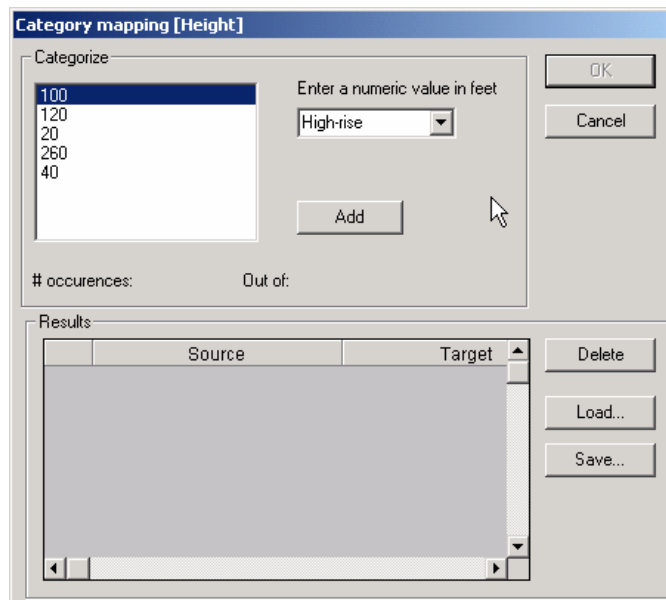 Category mapping [Height]
Categorize
100
120
20
260
40
Enter a numeric value in feet
High-rise
Add
# occurences:
Out of:
OK
Cancel
Results
Source
Target
Delete
Load...
Save...